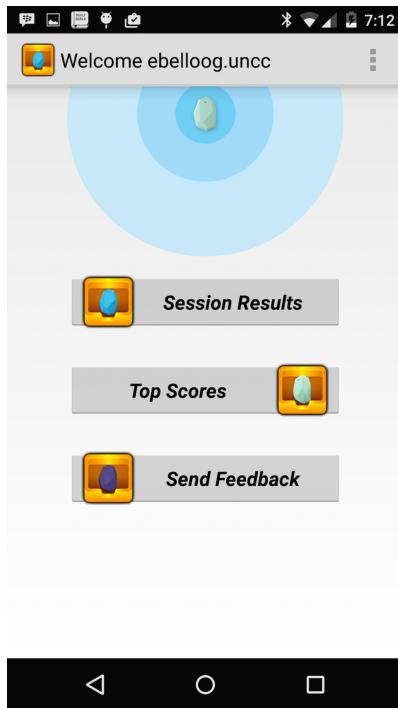 7:12
Welcome ebelloog.uncc
Session Results
Top Scores
Send Feedback